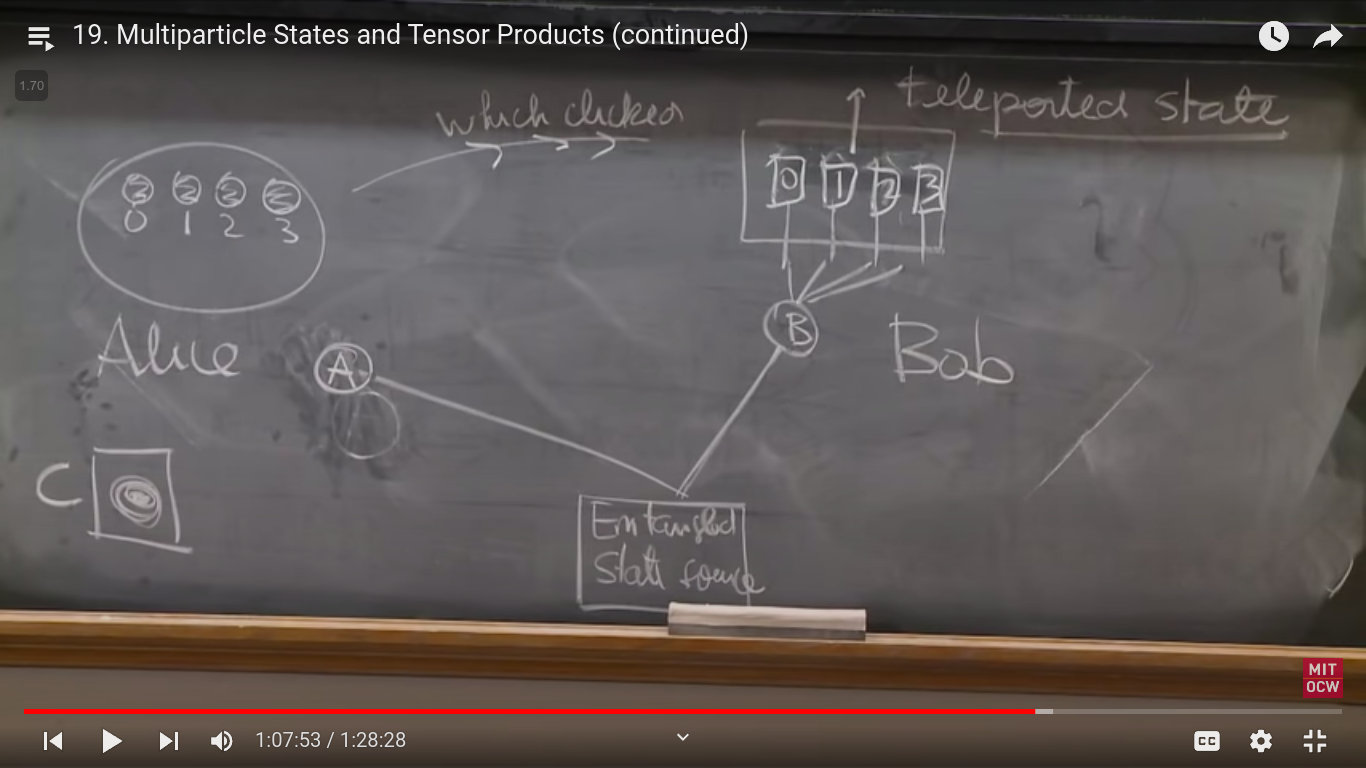 19. Multiparticle States and Tensor Products (continued)
1.70
which clicked
teleported state
0 1 2 3
0 1 2 3
Alice
A
B
Bob
C
Entangled
State source
MIT
OCW
1:07:53 / 1:28:28
CC